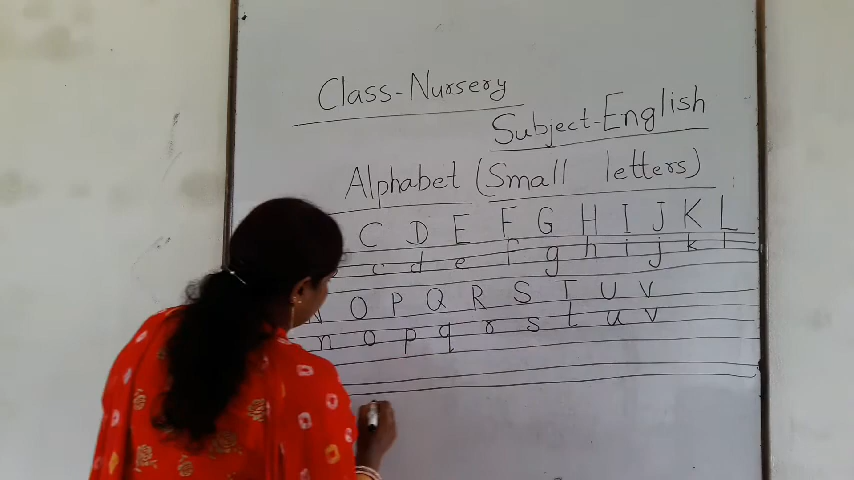 Class-Nursery
Subject-English
Alphabet (Small letters)
C D E F G H I J K L
c d e f g h i j k l
N O P Q R S T U V
n o p q r s t u v